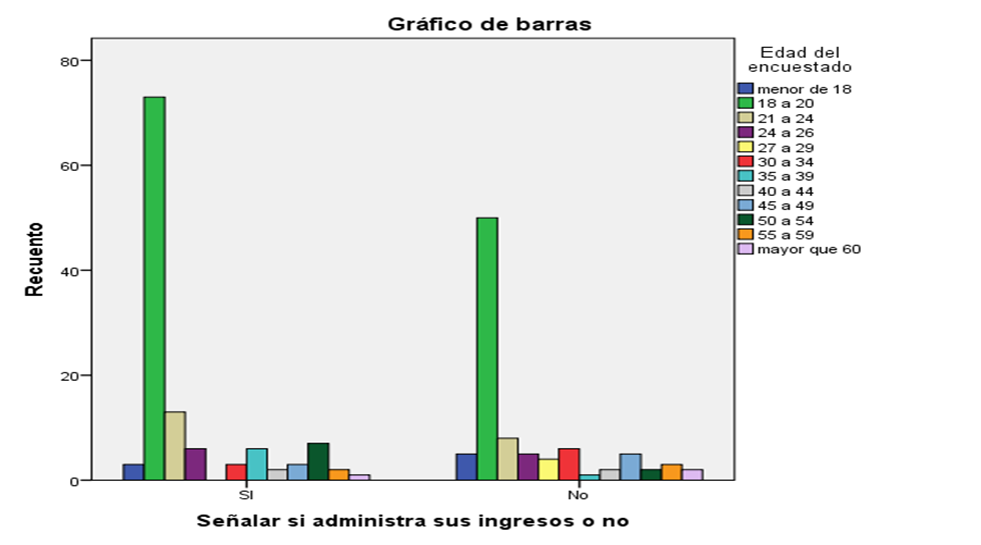 Gráfico de barras
Edad del
encuestado
menor de 18
18 a 20
21 a 24
24 a 26
27 a 29
30 a 34
35 a 39
40 a 44
45 a 49
50 a 54
55 a 59
mayor que 60
Recuento
80
60
40
20
0
SI
No
Señalar si administra sus ingresos o no